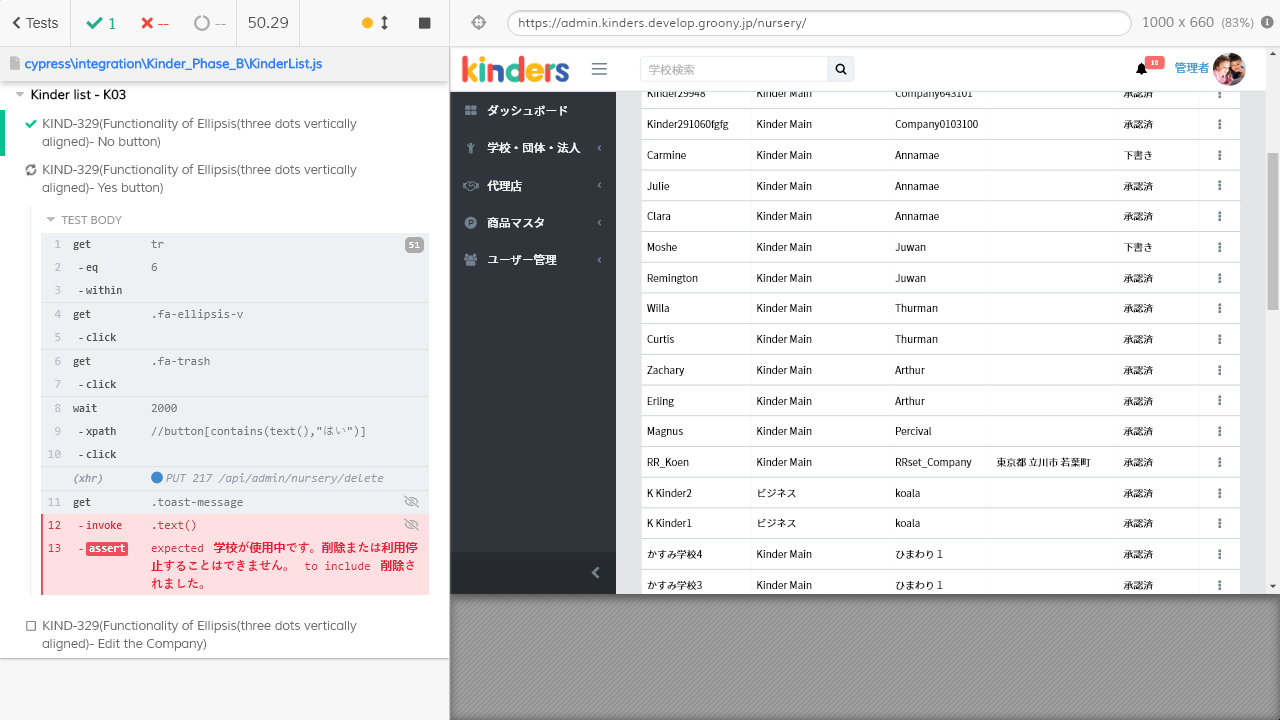 Tests
1
--
--
50.29
https://admin.kinders.develop.groony.jp/nursery/
1000 x 660 (83%)
cypress\integration\Kinder_Phase_B\KinderList.js
Kinder list - K03
KIND-329(Functionality of Ellipsis(three dots vertically
aligned)- No button)
KIND-329(Functionality of Ellipsis(three dots vertically
aligned)- Yes button)
TEST BODY
1 get tr 51
2 -eq 6
3 -within
4 get .fa-ellipsis-v
5 -click
6 get .fa-trash
7 -click
8 wait 2000
9 -xpath //button[contains(text(),"はい")]
10 -click
(xhr) PUT 217 /api/admin/nursery/delete
11 get .toast-message
12 -invoke .text()
13 -assert expected 学校が使用中です。削除または利用停
止することはできません。 to include 削除さ
れました。
KIND-329(Functionality of Ellipsis(three dots vertically
aligned)- Edit the Company)
kinders
学校検索
10
管理者
ダッシュボード
学校・団体・法人
代理店
商品マスタ
ユーザー管理
Kinder29948 Kinder Main Company643101 承認済
Kinder291060fgfg Kinder Main Company0103100 承認済
Carmine Kinder Main Annamae 下書き
Julie Kinder Main Annamae 承認済
Clara Kinder Main Annamae 承認済
Moshe Kinder Main Juwan 下書き
Remington Kinder Main Juwan 承認済
Willa Kinder Main Thurman 承認済
Curtis Kinder Main Thurman 承認済
Zachary Kinder Main Arthur 承認済
Erling Kinder Main Arthur 承認済
Magnus Kinder Main Percival 承認済
RR_Koen Kinder Main RRset_Company 東京都 立川市 若葉町 承認済
K Kinder2 ビジネス koala 承認済
K Kinder1 ビジネス koala 承認済
かすみ学校4 Kinder Main ひまわり１ 承認済
かすみ学校3 Kinder Main ひまわり１ 承認済